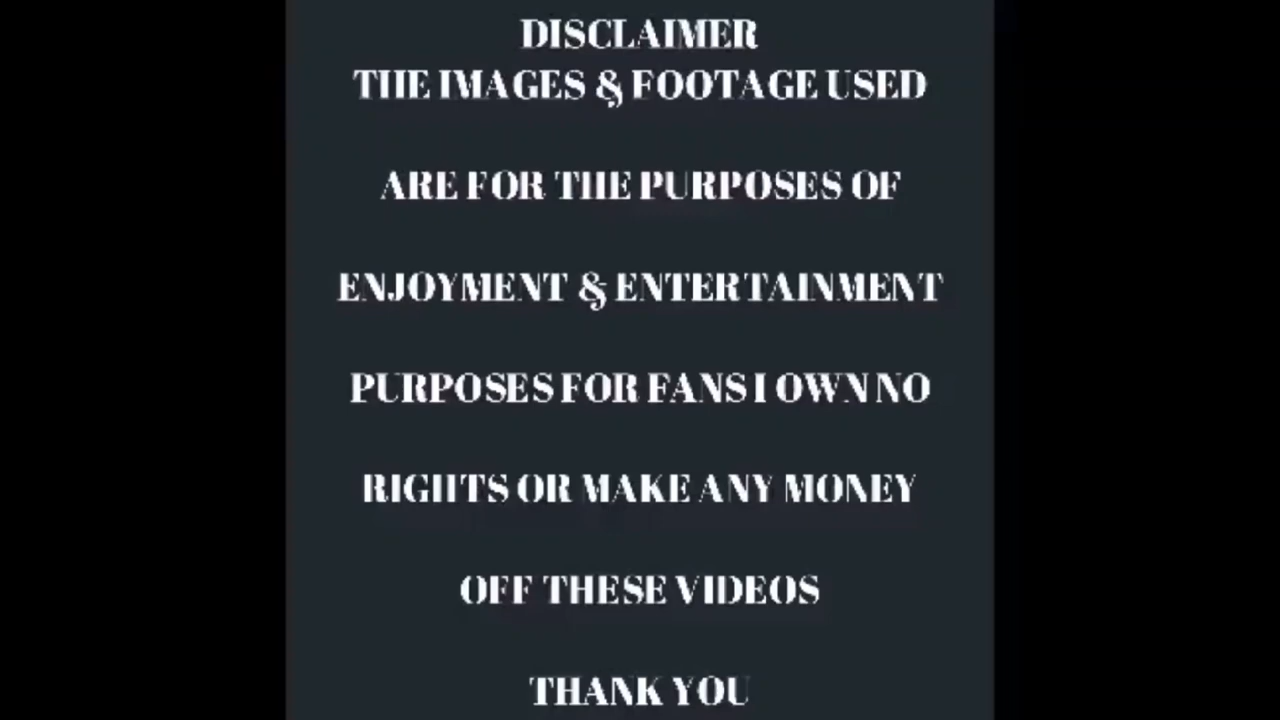 DISCLAIMER
THE IMAGES & FOOTAGE USED
ARE FOR THE PURPOSES OF
ENJOYMENT & ENTERTAINMENT
PURPOSES FOR FANS I OWN NO
RIGHTS OR MAKE ANY MONEY
OFF THESE VIDEOS
THANK YOU